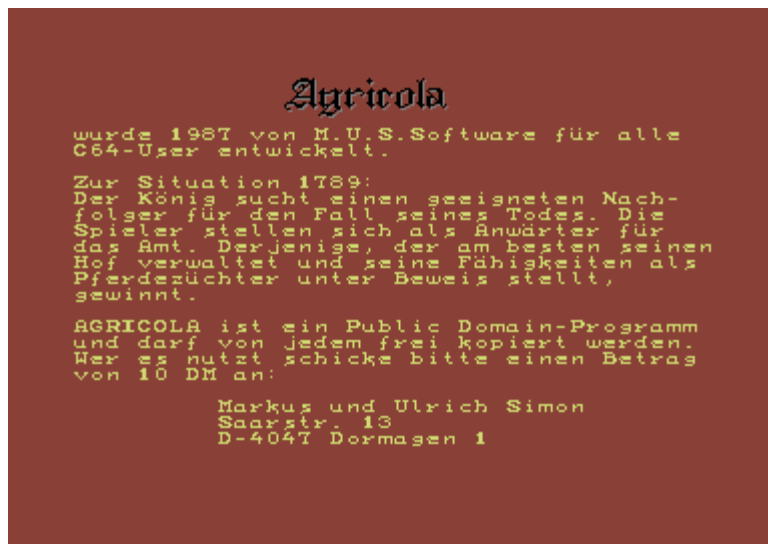 Agricola
wurde 1987 von M.U.S.Software für alle
C64-User entwickelt.
Zur Situation 1789:
Der König sucht einen geeigneten Nach-
folger für den Fall seines Todes. Die
Spieler stellen sich als Anwärter für
das Amt. Derjenige, der am besten seinen
Hof verwaltet und seine Fähigkeiten als
Pferdezüchter unter Beweis stellt,
gewinnt.
AGRICOLA ist ein Public Domain-Programm
und darf von jedem frei kopiert werden.
Wer es nutzt schicke bitte einen Betrag
von 10 DM an:
Markus und Ulrich Simon
Saarstr. 13
D-4047 Dormagen 1